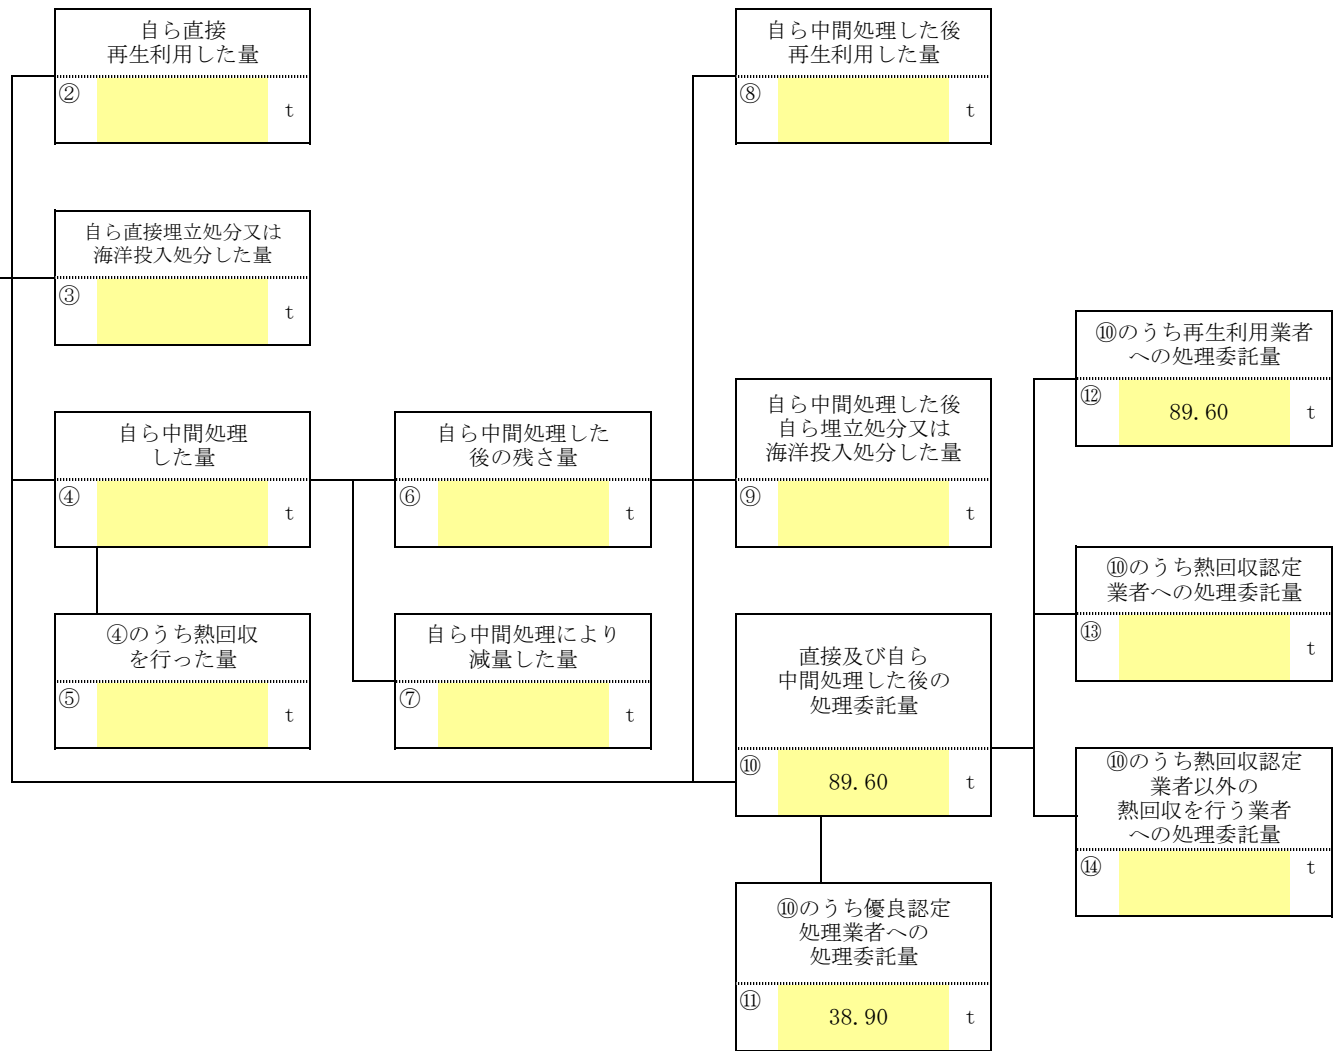 自ら直接
再生利用した量
②
t
自ら中間処理した後
再生利用した量
⑧
t
自ら直接埋立処分又は
海洋投入処分した量
③
t
⑩のうち再生利用業者
への処理委託量
⑫
89.60
t
自ら中間処理
した量
④
t
自ら中間処理した
後の残さ量
⑥
t
自ら中間処理した後
自ら埋立処分又は
海洋投入処分した量
⑨
t
⑩のうち熱回収認定
業者への処理委託量
⑬
t
④のうち熱回収
を行った量
⑤
t
自ら中間処理により
減量した量
⑦
t
直接及び自ら
中間処理した後の
処理委託量
⑩
89.60
t
⑩のうち熱回収認定
業者以外の
熱回収を行う業者
への処理委託量
⑭
t
⑩のうち優良認定
処理業者への
処理委託量
⑪
38.90
t